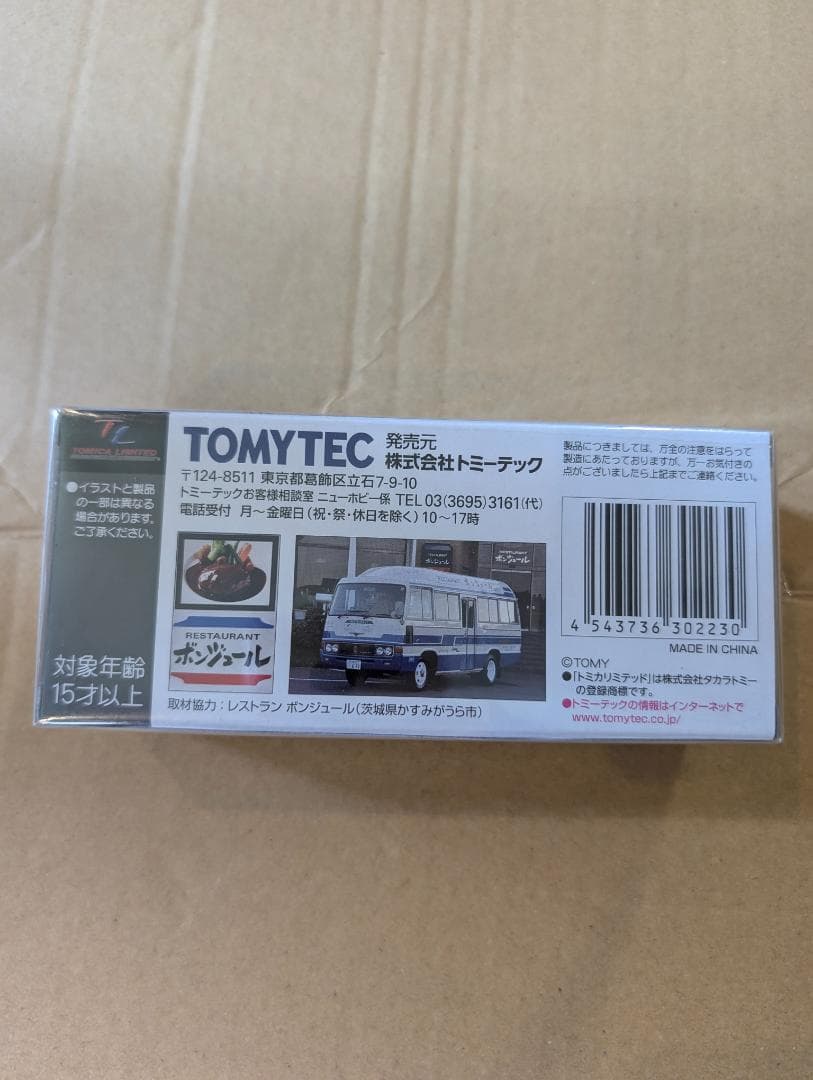 TL
TOMICA LIMITED
●イラストと製品
の一部は異なる
場合があります。
ご了承ください。
対象年齢
15才以上
TOMYTEC 発売元
株式会社トミーテック
〒124-8511 東京都葛飾区立石7-9-10
トミーテックお客様相談室 ニューホビー係 TEL 03(3695)3161(代)
電話受付 月〜金曜日(祝・祭・休日を除く)10〜17時
RESTAURANT
ボンジュール
RESTAURANT
ボンジュール
取材協力:レストラン ボンジュール(茨城県かすみがうら市)
製品につきましては、万全の注意をはらって
製造にあたっておりますが、万一お気付きの
点がございましたら上記までご連絡ください。
4 543736 302230
MADE IN CHINA
©TOMY
●「トミカリミテッド」は株式会社タカラトミー
の登録商標です。
●トミーテックの情報はインターネットで
www.tomytec.co.jp/